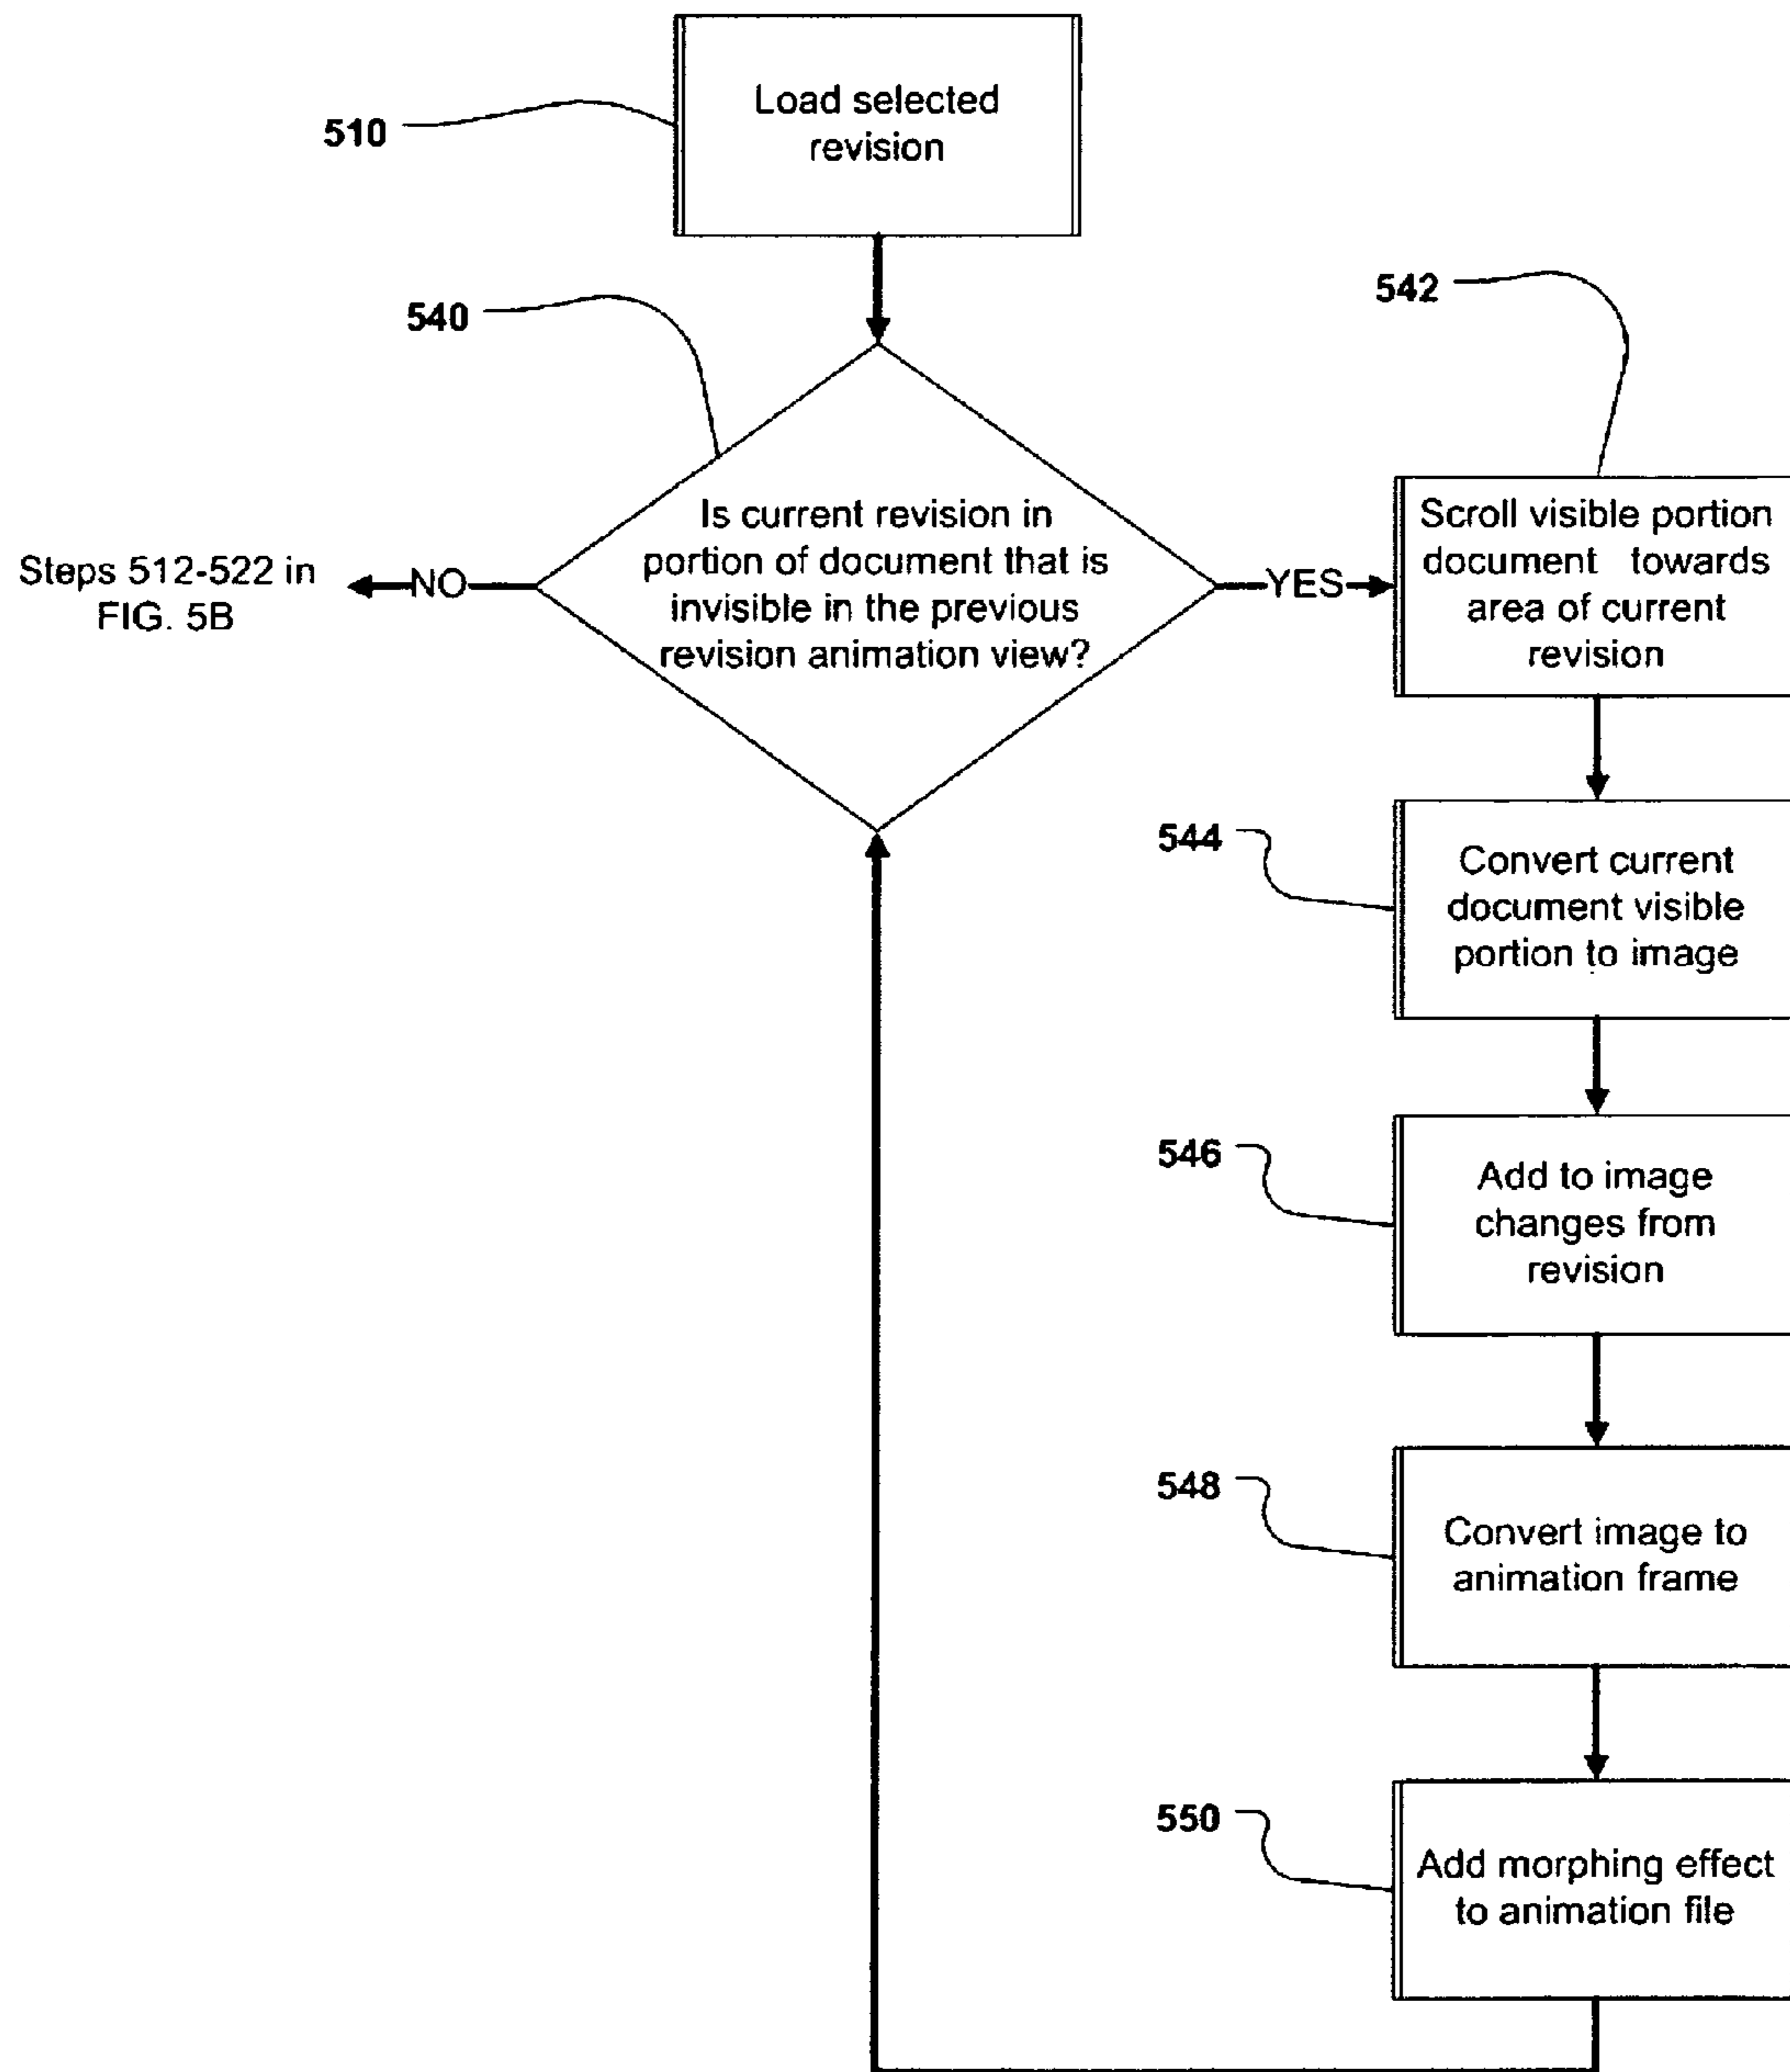 Load selected
revision
510
540
542
Is current revision in
portion of document that is
invisible in the previous
revision animation view?
Steps 512-522 in
FIG. 5B
NO
YES
Scroll visible portion
document towards
area of current
revision
544
Convert current
document visible
portion to image
546
Add to image
changes from
revision
548
Convert image to
animation frame
550
Add morphing effect
to animation file